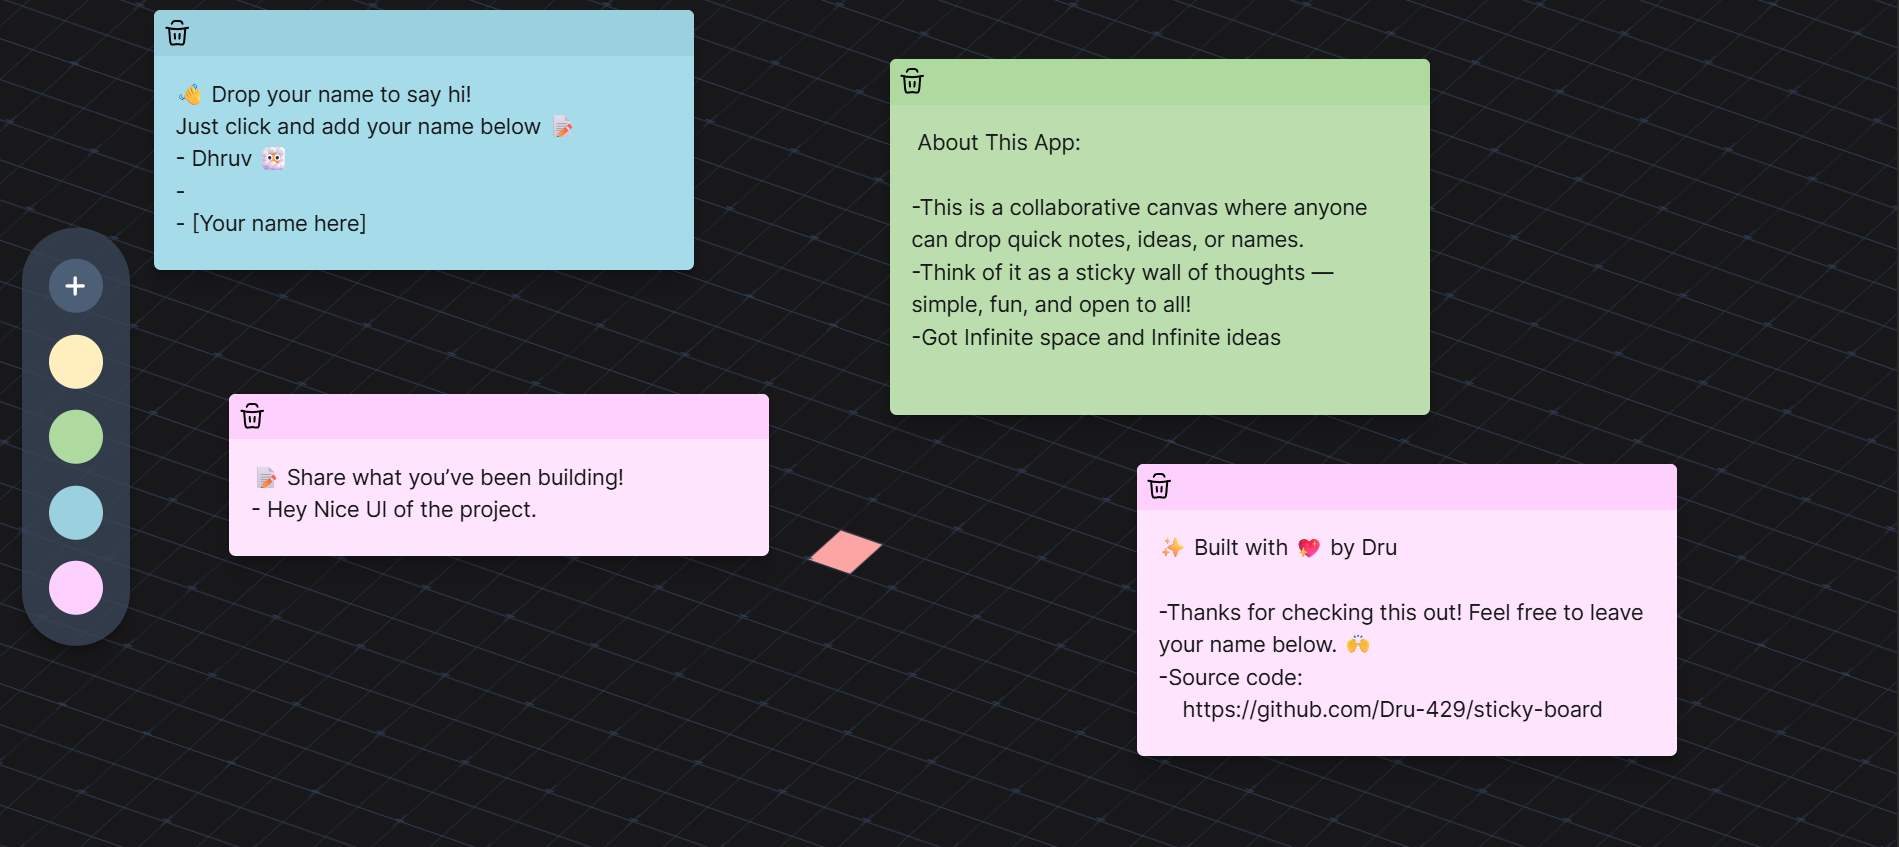 👋 Drop your name to say hi!
Just click and add your name below 📝
- Dhruv
-
- [Your name here]
About This App:
-This is a collaborative canvas where anyone
can drop quick notes, ideas, or names.
-Think of it as a sticky wall of thoughts —
simple, fun, and open to all!
-Got Infinite space and Infinite ideas
📝 Share what you’ve been building!
- Hey Nice UI of the project.
✨ Built with 💖 by Dru
-Thanks for checking this out! Feel free to leave
your name below. 🙌
-Source code:
https://github.com/Dru-429/sticky-board